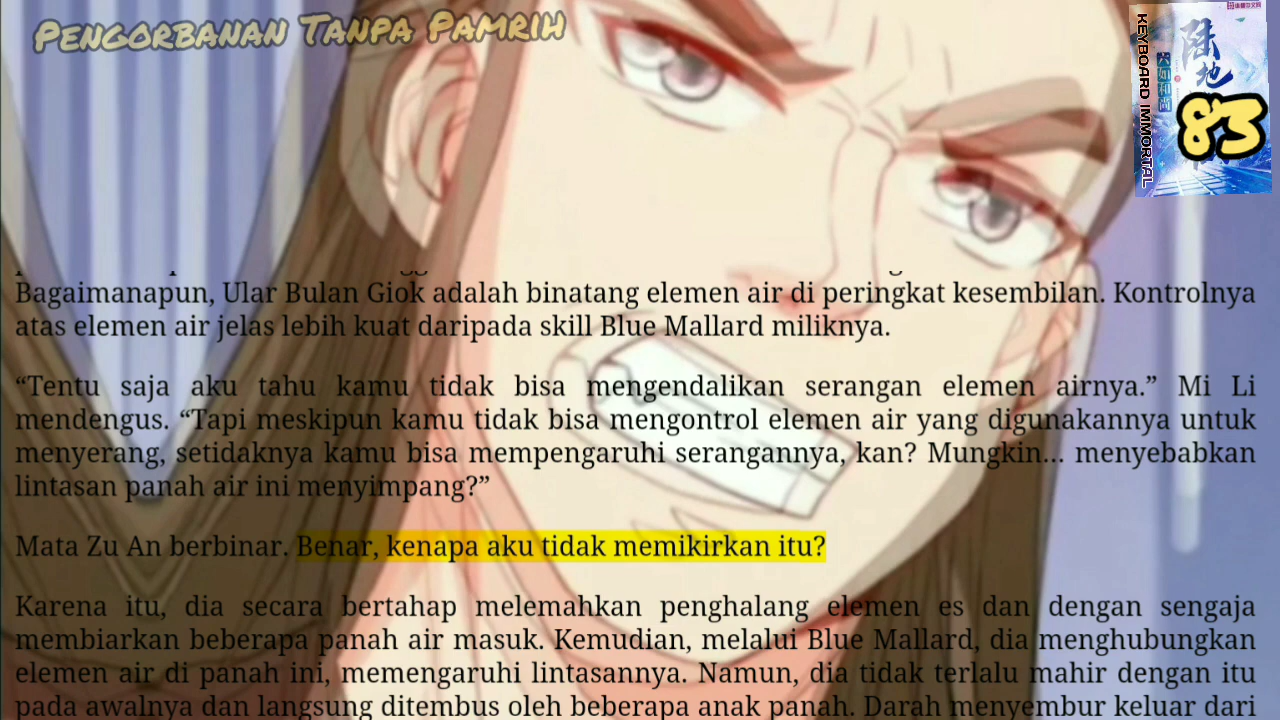 Pengorbanan Tanpa Pamrih
陆地
六如和尚
KEYBOARD IMMORTAL
83
Bagaimanapun, Ular Bulan Giok adalah binatang elemen air di peringkat kesembilan. Kontrolnya
atas elemen air jelas lebih kuat daripada skill Blue Mallard miliknya.
“Tentu saja aku tahu kamu tidak bisa mengendalikan serangan elemen airnya.” Mi Li
mendengus. “Tapi meskipun kamu tidak bisa mengontrol elemen air yang digunakannya untuk
menyerang, setidaknya kamu bisa mempengaruhi serangannya, kan? Mungkin... menyebabkan
lintasan panah air ini menyimpang?”
Mata Zu An berbinar. Benar, kenapa aku tidak memikirkan itu?
Karena itu, dia secara bertahap melemahkan penghalang elemen es dan dengan sengaja
membiarkan beberapa panah air masuk. Kemudian, melalui Blue Mallard, dia menghubungkan
elemen air di panah ini, memengaruhi lintasannya. Namun, dia tidak terlalu mahir dengan itu
pada awalnya dan langsung ditembus oleh beberapa anak panah. Darah menyembur keluar dari